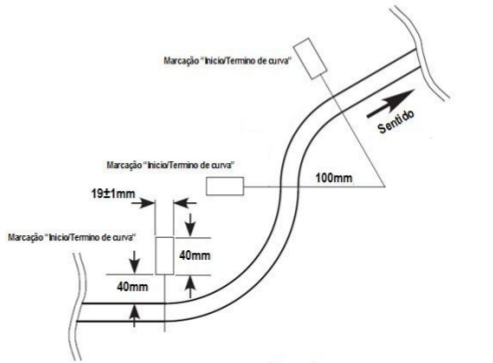 Marcação "Inicio/Termino de curva"
Sentido
Marcação "Inicio/Termino de curva"
100mm
19±1mm
Marcação "Inicio/Termino de curva"
40mm
40mm